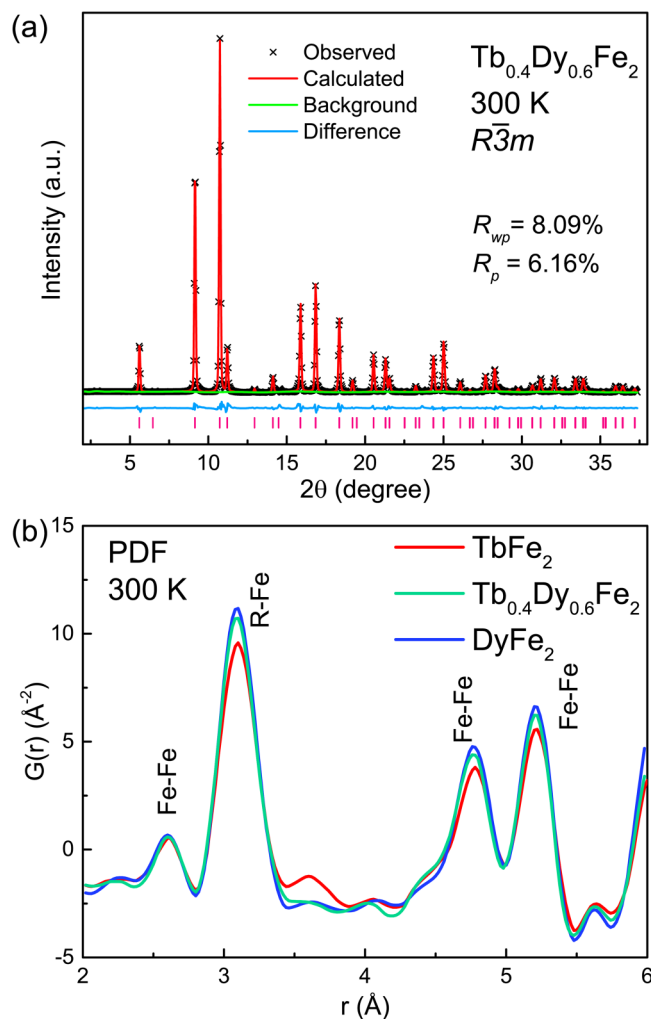 (a)
Observed
Calculated
Background
Difference
Tb₀.₄Dy₀.₆Fe₂
300 K
R3̅m
R_wp = 8.09%
R_p = 6.16%
Intensity (a.u.)
5 10 15 20 25 30 35
2θ (degree)
(b)
PDF
300 K
TbFe₂
Tb₀.₄Dy₀.₆Fe₂
DyFe₂
Fe-Fe
R-Fe
Fe-Fe
Fe-Fe
G(r) (Å⁻²)
15
10
5
0
-5
2 3 4 5 6
r (Å)